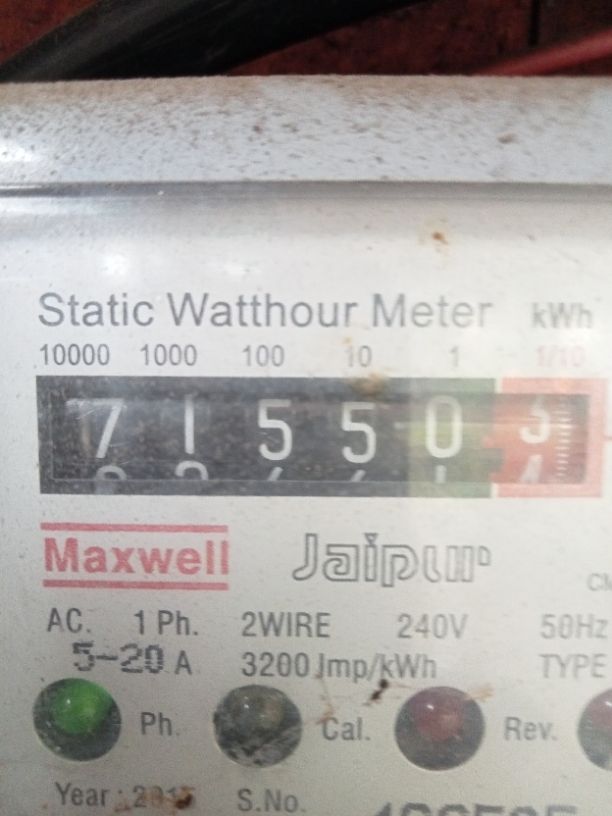 Static Watthour Meter kWh
10000 1000 100 10 1 1/10
7 1 5 5 0 3
Maxwell Jaipur
AC. 1 Ph. 2WIRE 240V 50Hz
5-20 A 3200 Imp/kWh TYPE
Ph. Cal. Rev.
Year : S.No.